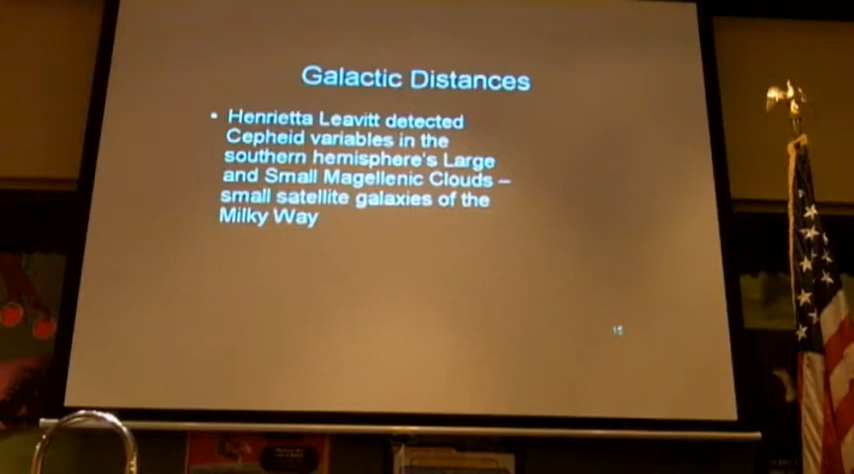 Galactic Distances
• Henrietta Leavitt detected
Cepheid variables in the
southern hemisphere's Large
and Small Magellenic Clouds –
small satellite galaxies of the
Milky Way
15